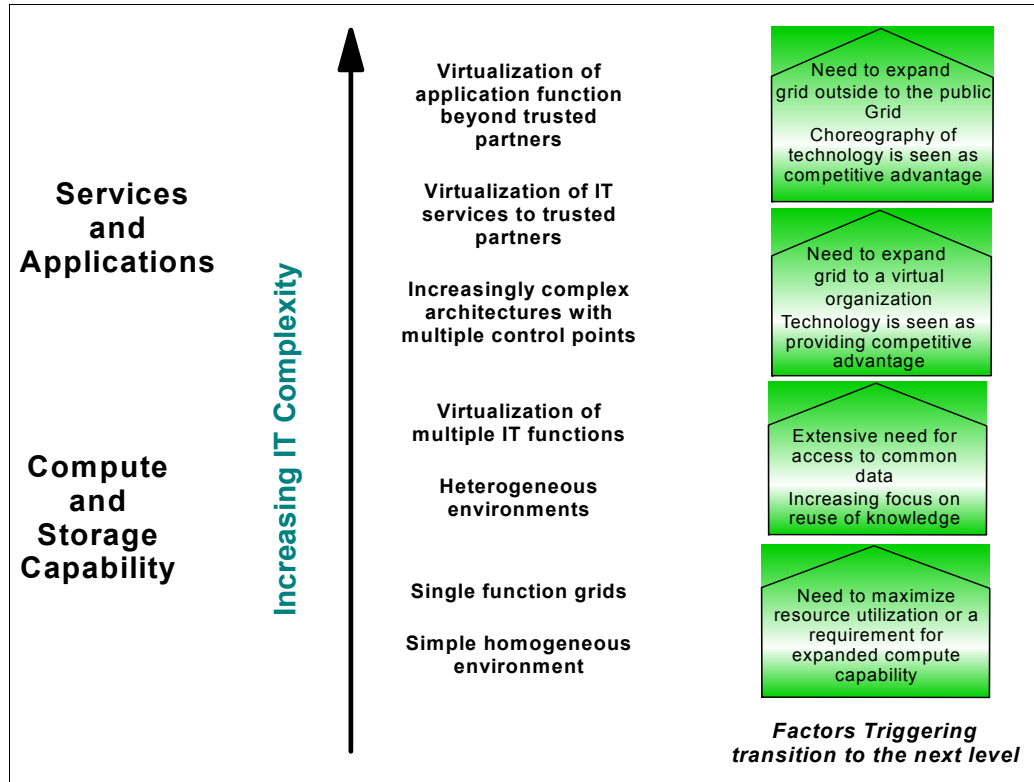 Services
and
Applications
Compute
and
Storage
Capability
Increasing IT Complexity
Virtualization of
application function
beyond trusted
partners
Virtualization of IT
services to trusted
partners
Increasingly complex
architectures with
multiple control points
Virtualization of
multiple IT functions
Heterogeneous
environments
Single function grids
Simple homogeneous
environment
Need to expand
grid outside to the public
Grid
Choreography of
technology is seen as
competitive advantage
Need to expand
grid to a virtual
organization
Technology is seen as
providing competitive
advantage
Extensive need for
access to common
data
Increasing focus on
reuse of knowledge
Need to maximize
resource utilization or a
requirement for
expanded compute
capability
Factors Triggering
transition to the next level